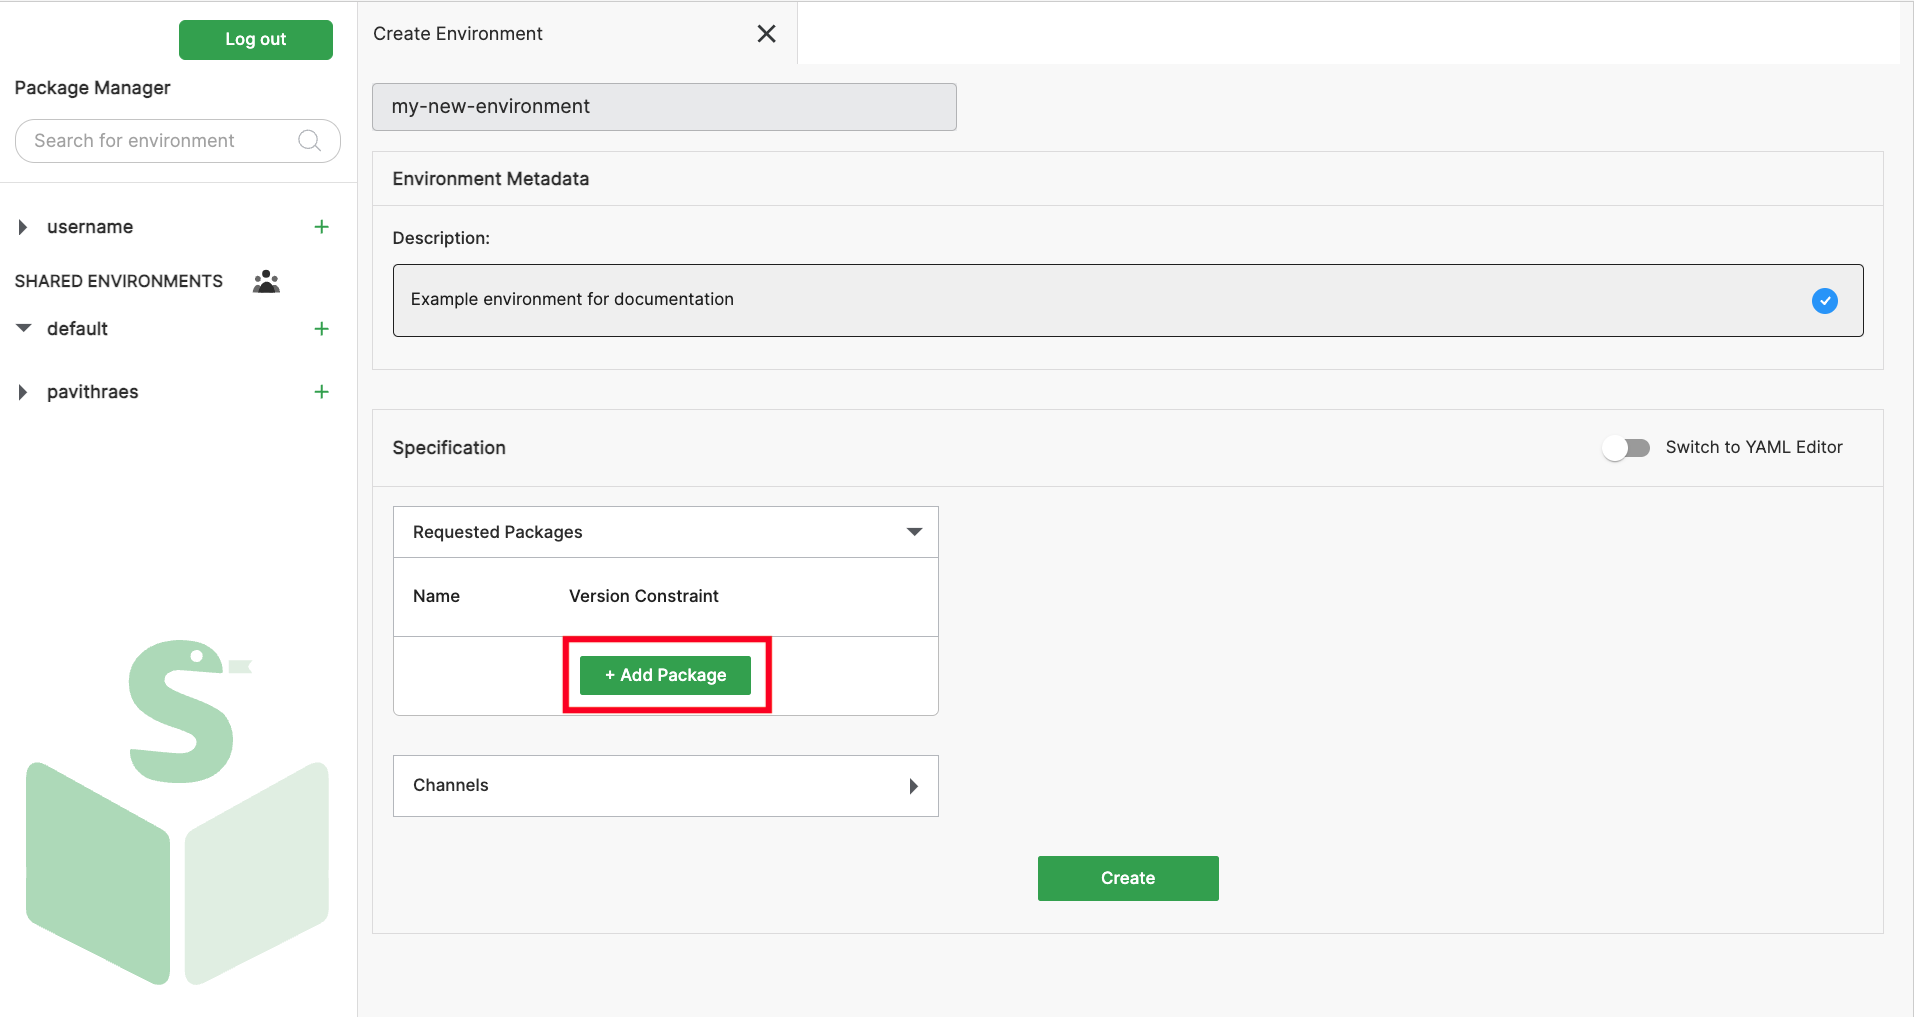 Log out
Package Manager
Search for environment
username
SHARED ENVIRONMENTS
default
pavithraes
Create Environment
my-new-environment
Environment Metadata
Description:
Example environment for documentation
Specification
Switch to YAML Editor
Requested Packages
Name Version Constraint
+ Add Package
Channels
Create